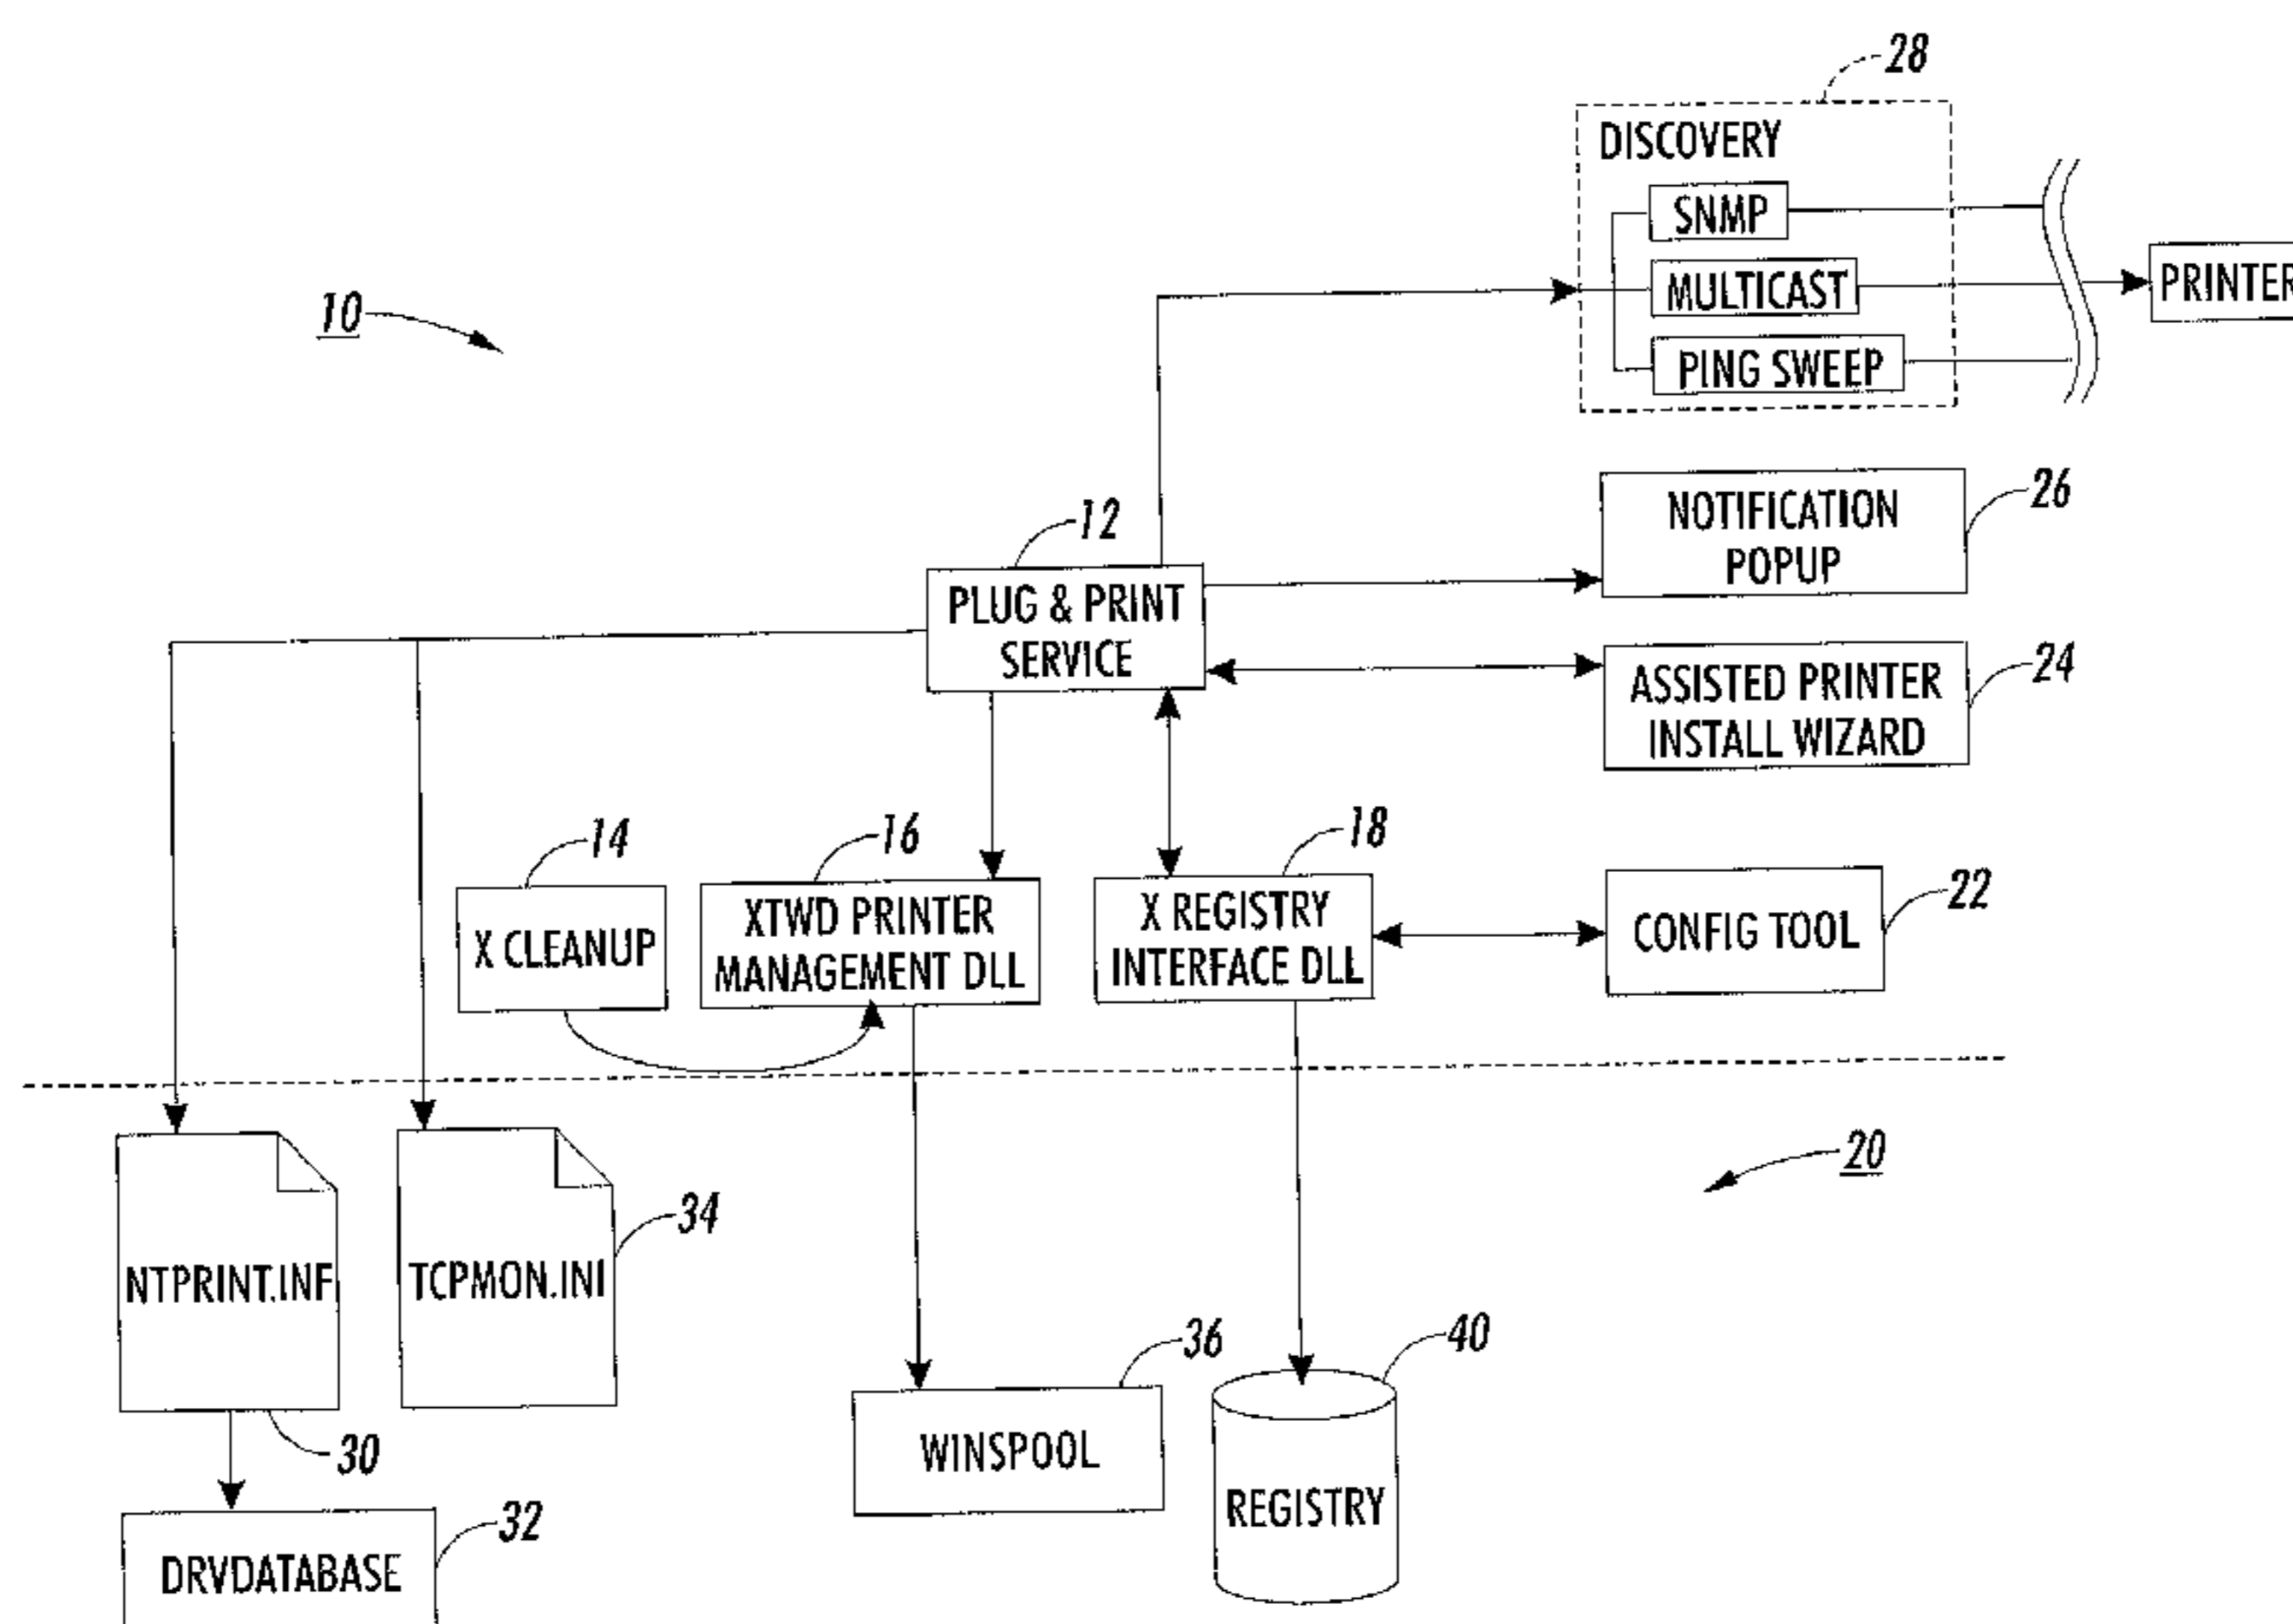 28
DISCOVERY
SNMP
MULTICAST
PRINTER
PING SWEEP
10
NOTIFICATION
POPUP
26
12
PLUG & PRINT
SERVICE
ASSISTED PRINTER
INSTALL WIZARD
24
14
X CLEANUP
16
XTWD PRINTER
MANAGEMENT DLL
18
X REGISTRY
INTERFACE DLL
CONFIG TOOL
22
20
NTPRINT.INF
30
TCPMON.INI
34
WINSPOOL
36
40
REGISTRY
DRVDATABASE
32